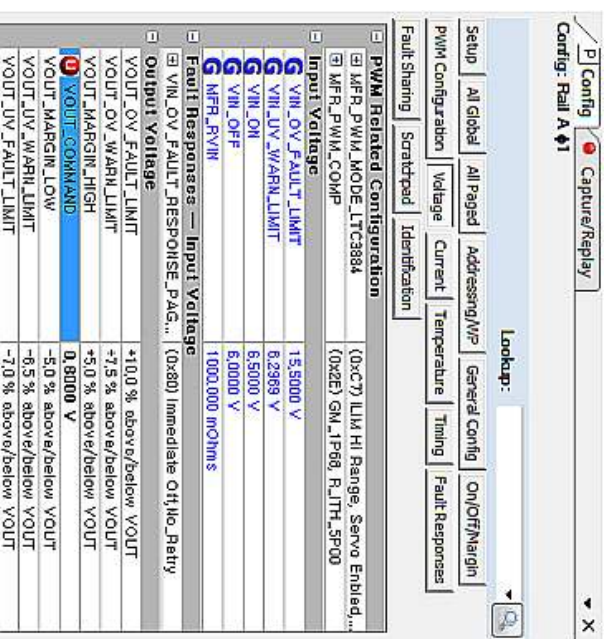 Config Capture/Replay
Config: Rail A ϕ1
Lookup:
Setup All Global All Paged Addressing/WP General Config On/Off/Margin
PWM Configuration Voltage Current Temperature Timing Fault Responses
Fault Sharing Scratchpad Identification
PWM Related Configuration
MFR_PWM_MODE_LTC3884 (0xC7) ILIM HI Range, Servo Enbled,...
MFR_PWM_COMP (0x2E) GM_1P68, R_ITH_5P00
Input Voltage
G VIN_OV_FAULT_LIMIT 15,5000 V
G VIN_UV_WARN_LIMIT 6,2969 V
G VIN_ON 6,5000 V
G VIN_OFF 6,0000 V
G MFR_RVIN 1000,000 mOhms
Fault Responses — Input Voltage
VIN_OV_FAULT_RESPONSE_PAG... (0x80) Immediate Off,No_Retry
Output Voltage
VOUT_OV_FAULT_LIMIT +10,0 % above/below VOUT
VOUT_OV_WARN_LIMIT +7,5 % above/below VOUT
VOUT_MARGIN_HIGH +5,0 % above/below VOUT
U VOUT_COMMAND 0,8000 V
VOUT_MARGIN_LOW -5,0 % above/below VOUT
VOUT_UV_WARN_LIMIT -6,5 % above/below VOUT
VOUT_UV_FAULT_LIMIT -7,0 % above/below VOUT